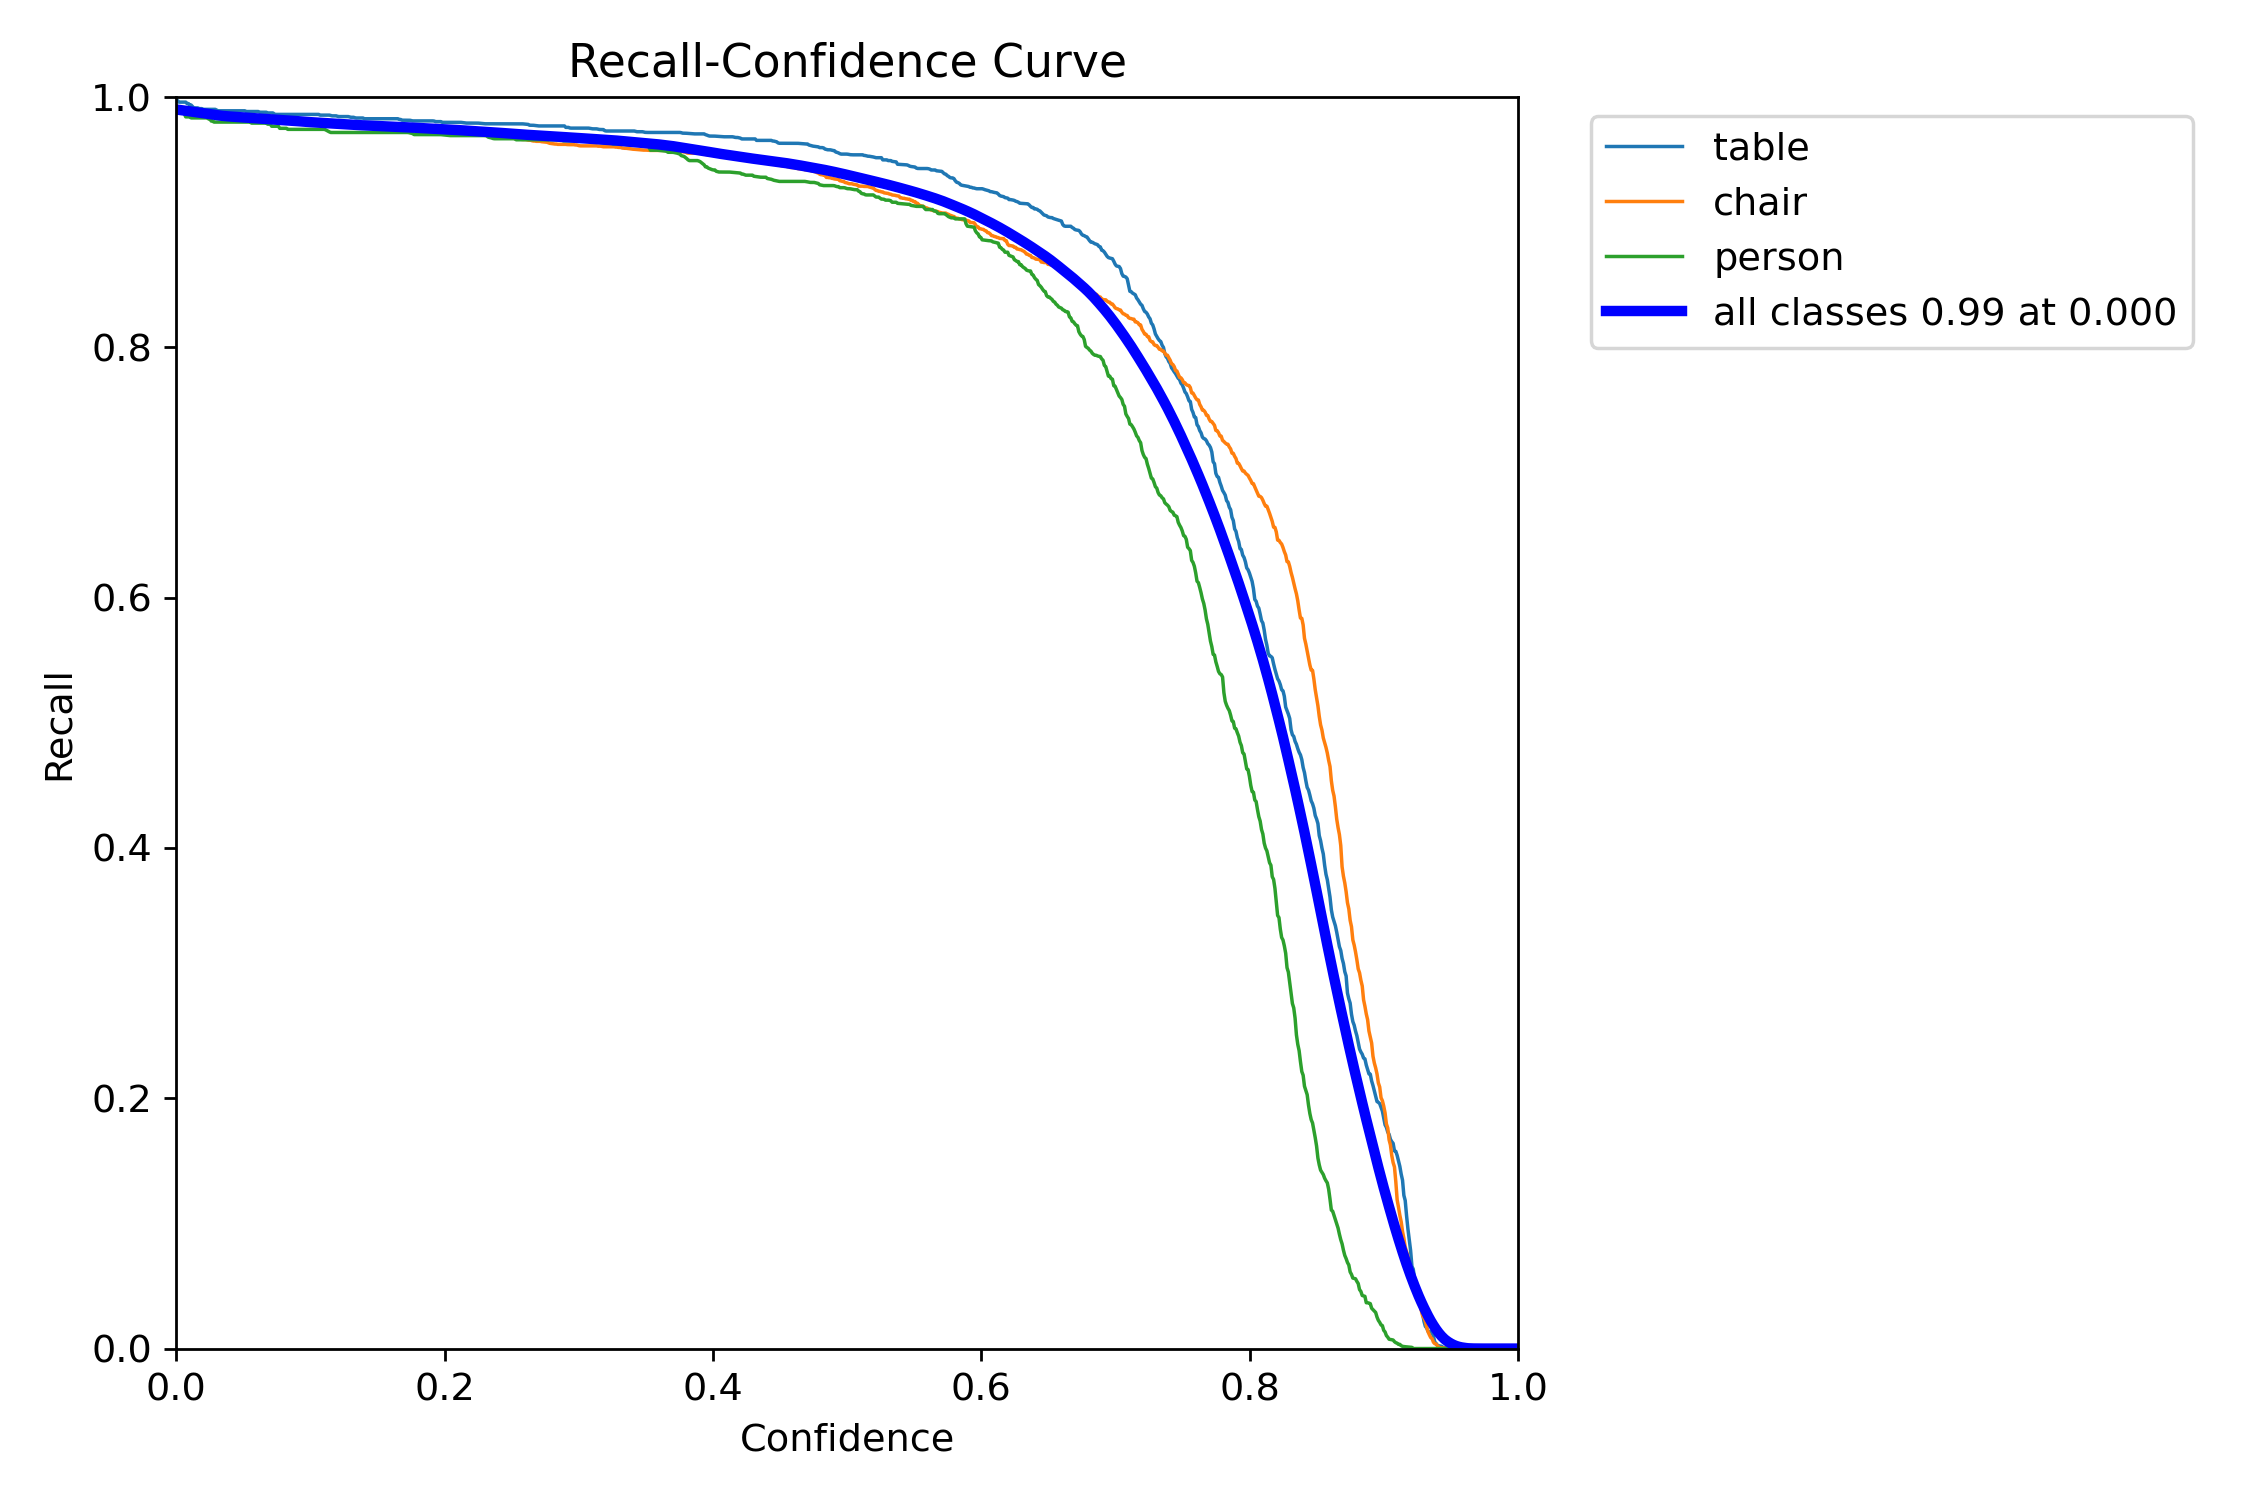 Recall-Confidence Curve
1.0
0.8
0.6
0.4
0.2
0.0
Recall
0.0 0.2 0.4 0.6 0.8 1.0
Confidence
table
chair
person
all classes 0.99 at 0.000